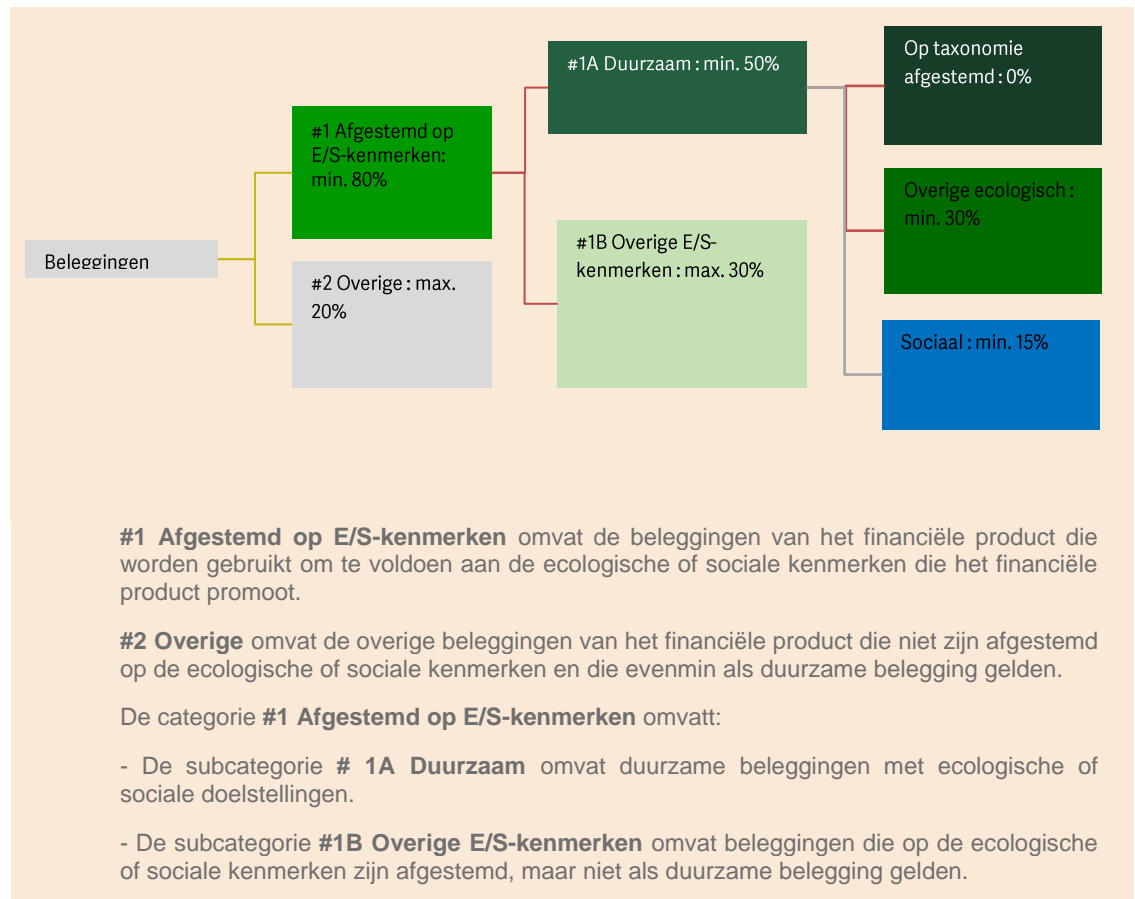 Beleggingen
#1 Afgestemd op
E/S-kenmerken:
min. 80%
#2 Overige : max.
20%
#1A Duurzaam : min. 50%
#1B Overige E/S-
kenmerken : max. 30%
Op taxonomie
afgestemd : 0%
Overige ecologisch :
min. 30%
Sociaal : min. 15%
#1 Afgestemd op E/S-kenmerken omvat de beleggingen van het financiële product die
worden gebruikt om te voldoen aan de ecologische of sociale kenmerken die het financiële
product promoot.
#2 Overige omvat de overige beleggingen van het financiële product die niet zijn afgestemd
op de ecologische of sociale kenmerken en die evenmin als duurzame belegging gelden.
De categorie #1 Afgestemd op E/S-kenmerken omvatt:
- De subcategorie # 1A Duurzaam omvat duurzame beleggingen met ecologische of
sociale doelstellingen.
- De subcategorie #1B Overige E/S-kenmerken omvat beleggingen die op de ecologische
of sociale kenmerken zijn afgestemd, maar niet als duurzame belegging gelden.